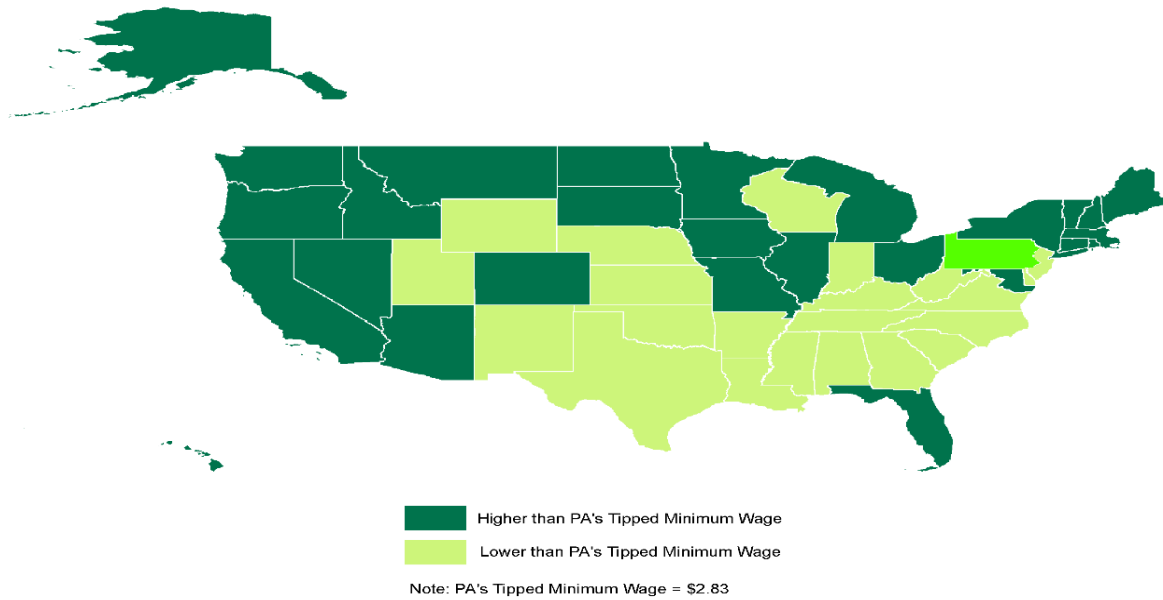 Higher than PA's Tipped Minimum Wage
Lower than PA's Tipped Minimum Wage
Note: PA's Tipped Minimum Wage = $2.83